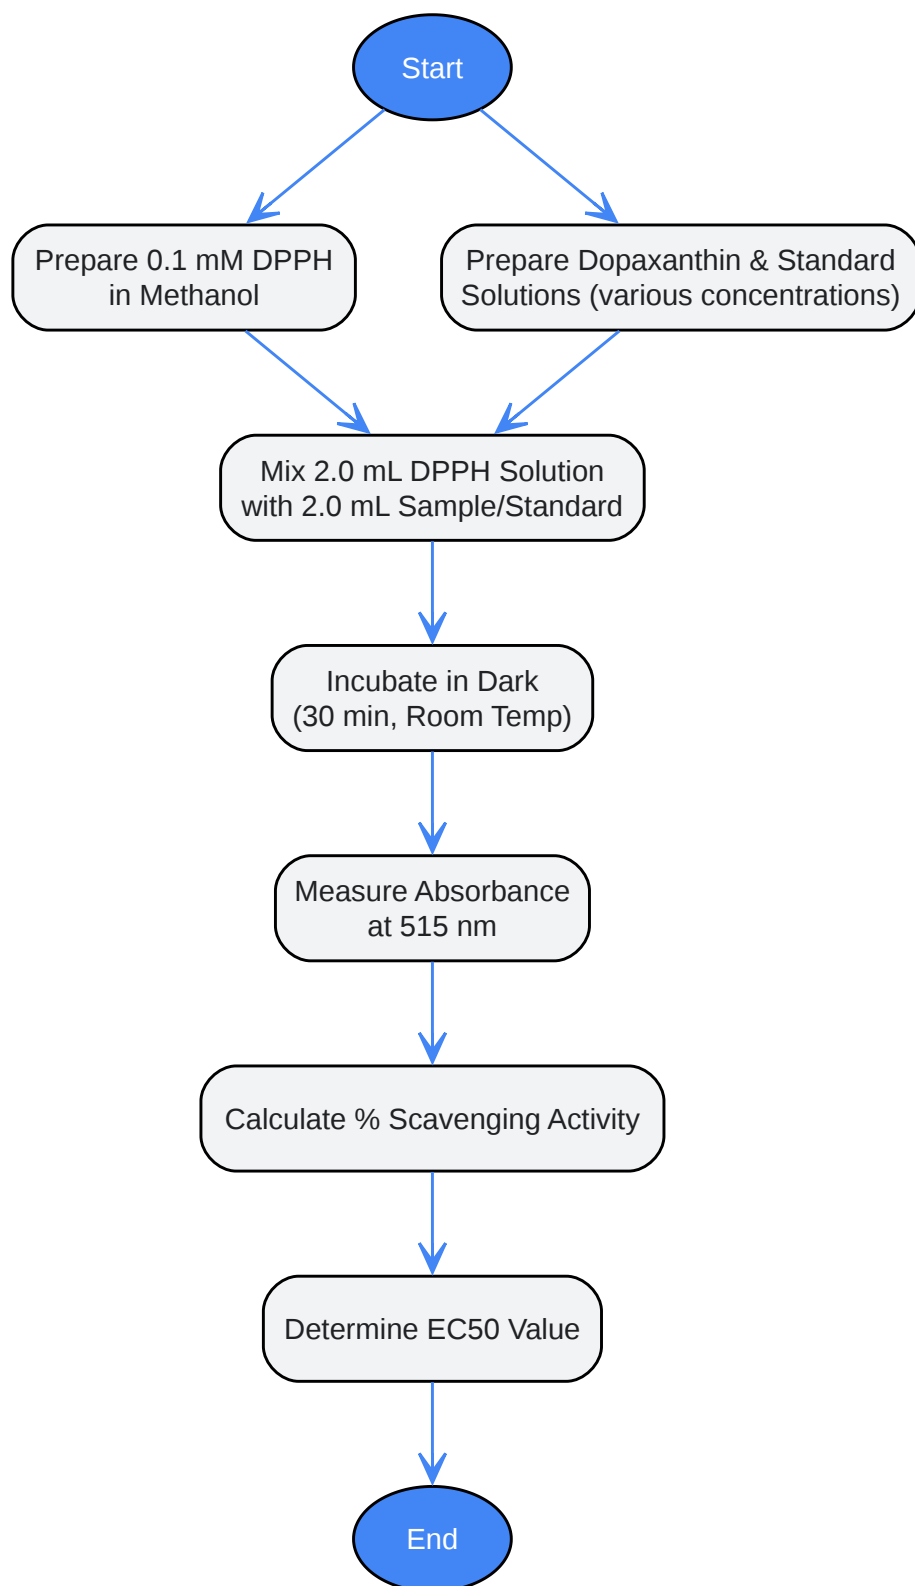 Start
Prepare 0.1 mM DPPH
in Methanol
Prepare Dopaxanthin & Standard
Solutions (various concentrations)
Mix 2.0 mL DPPH Solution
with 2.0 mL Sample/Standard
Incubate in Dark
(30 min, Room Temp)
Measure Absorbance
at 515 nm
Calculate % Scavenging Activity
Determine EC50 Value
End